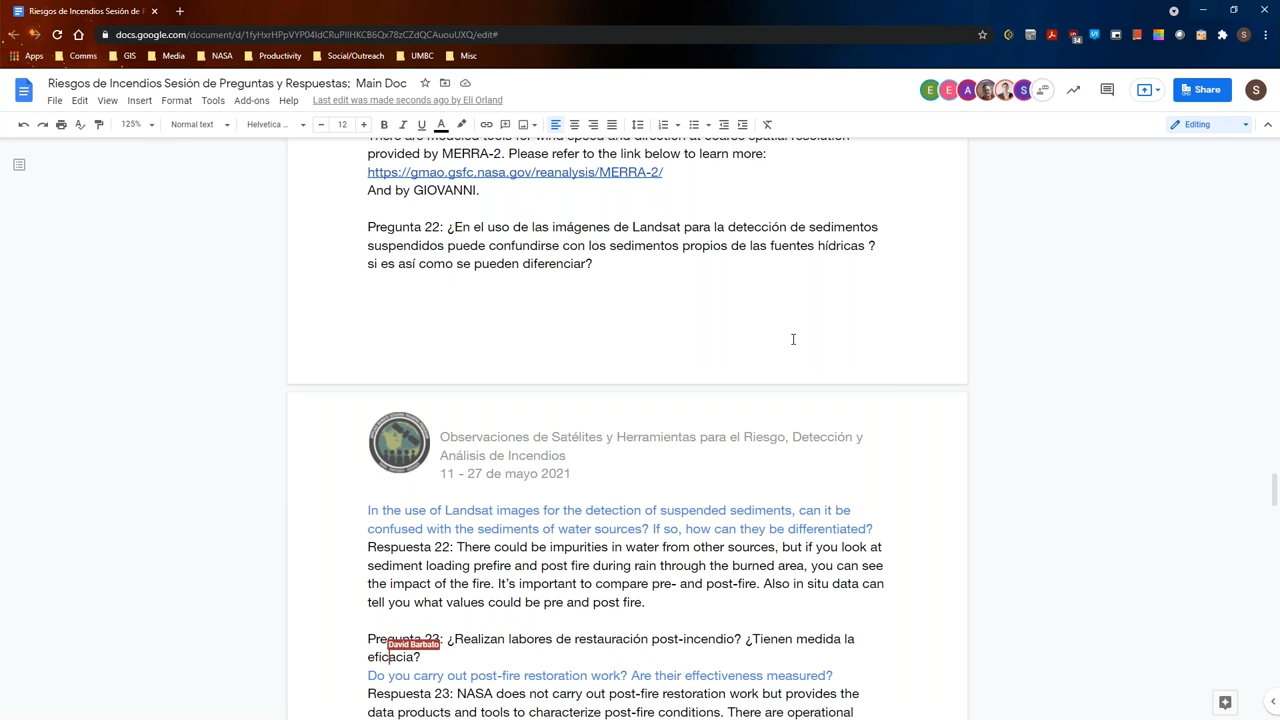 Riesgos de Incendios Sesión de F
docs.google.com/document/d/1fyHxrHPpVYP04IdCRuPIIHKCB6Qx78zCZdQCAuouUXQ/edit#
Apps Comms GIS Media NASA Productivity Social/Outreach UMBC Misc
Riesgos de Incendios Sesión de Preguntas y Respuestas; Main Doc
File Edit View Insert Format Tools Add-ons Help Last edit was made seconds ago by Eli Orland
E E A S Share S
125% Normal text Helvetica ... 12 B I U A Editing
provided by MERRA-2. Please refer to the link below to learn more:
https://gmao.gsfc.nasa.gov/reanalysis/MERRA-2/
And by GIOVANNI.
Pregunta 22: ¿En el uso de las imágenes de Landsat para la detección de sedimentos
suspendidos puede confundirse con los sedimentos propios de las fuentes hídricas ?
si es así como se pueden diferenciar?
Observaciones de Satélites y Herramientas para el Riesgo, Detección y
Análisis de Incendios
11 - 27 de mayo 2021
In the use of Landsat images for the detection of suspended sediments, can it be
confused with the sediments of water sources? If so, how can they be differentiated?
Respuesta 22: There could be impurities in water from other sources, but if you look at
sediment loading prefire and post fire during rain through the burned area, you can see
the impact of the fire. It's important to compare pre- and post-fire. Also in situ data can
tell you what values could be pre and post fire.
Pregunta 23: ¿Realizan labores de restauración post-incendio? ¿Tienen medida la
David Barbato
eficacia?
Do you carry out post-fire restoration work? Are their effectiveness measured?
Respuesta 23: NASA does not carry out post-fire restoration work but provides the
data products and tools to characterize post-fire conditions. There are operational